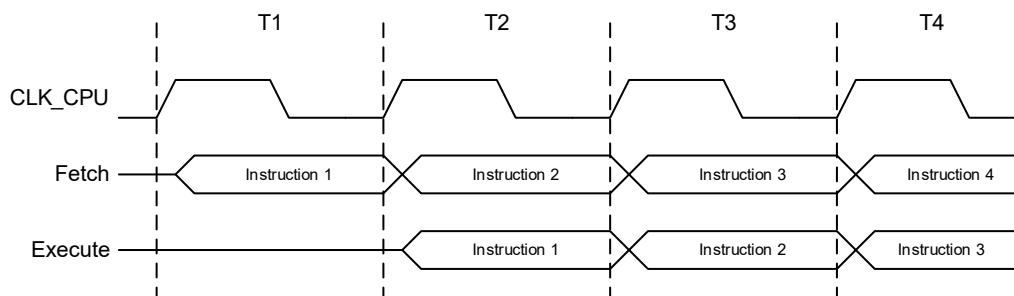 T1 T2 T3 T4
CLK_CPU
Fetch Instruction 1 Instruction 2 Instruction 3 Instruction 4
Execute Instruction 1 Instruction 2 Instruction 3